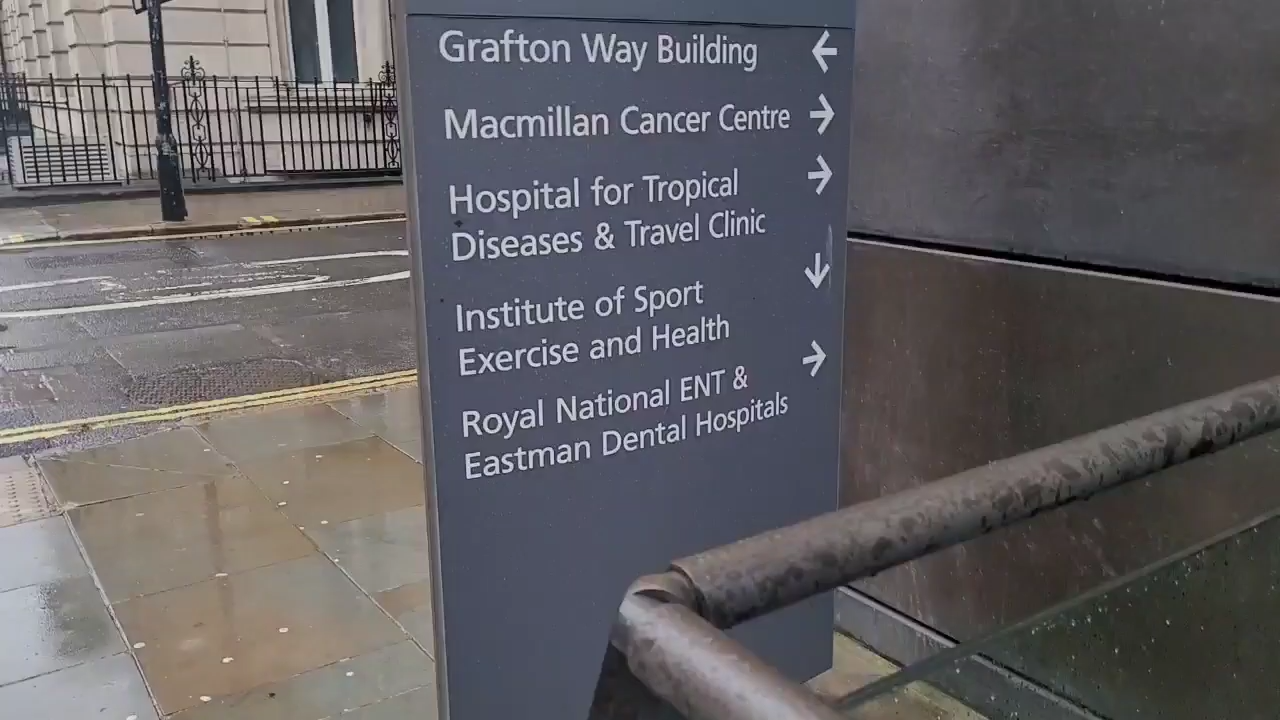 Grafton Way Building ←
Macmillan Cancer Centre →
Hospital for Tropical →
Diseases & Travel Clinic
Institute of Sport ↓
Exercise and Health
Royal National ENT & →
Eastman Dental Hospitals